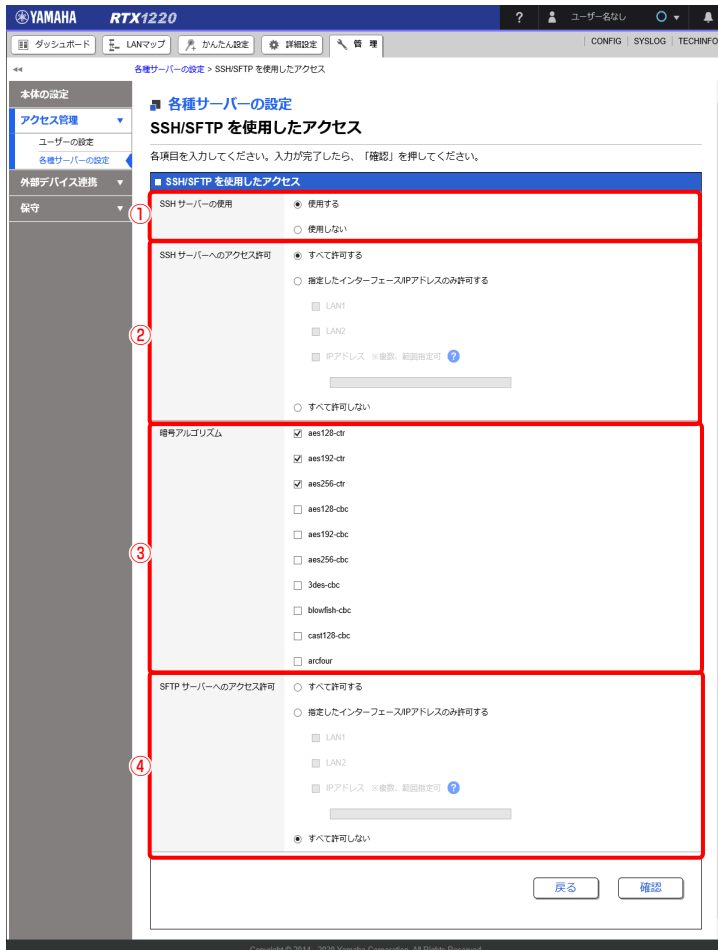 YAMAHA RTX1220 ? ユーザー名なし
ダッシュボード LANマップ かんたん設定 詳細設定 管理 CONFIG SYSLOG TECHINFO
各種サーバーの設定 > SSH/SFTP を使用したアクセス
本体の設定
アクセス管理
ユーザーの設定
各種サーバーの設定
外部デバイス連携
保守
各種サーバーの設定
SSH/SFTP を使用したアクセス
各項目を入力してください。入力が完了したら、「確認」を押してください。
■ SSH/SFTP を使用したアクセス
①
SSH サーバーの使用
使用する
使用しない
②
SSH サーバーへのアクセス許可
すべて許可する
指定したインターフェース/IPアドレスのみ許可する
LAN1
LAN2
IPアドレス ※複数、範囲指定可 ?
すべて許可しない
③
暗号アルゴリズム
aes128-ctr
aes192-ctr
aes256-ctr
aes128-cbc
aes192-cbc
aes256-cbc
3des-cbc
blowfish-cbc
cast128-cbc
arcfour
④
SFTP サーバーへのアクセス許可
すべて許可する
指定したインターフェース/IPアドレスのみ許可する
LAN1
LAN2
IPアドレス ※複数、範囲指定可 ?
すべて許可しない
戻る 確認
Copyright © 2014 - 2020 Yamaha Corporation. All Rights Reserved.